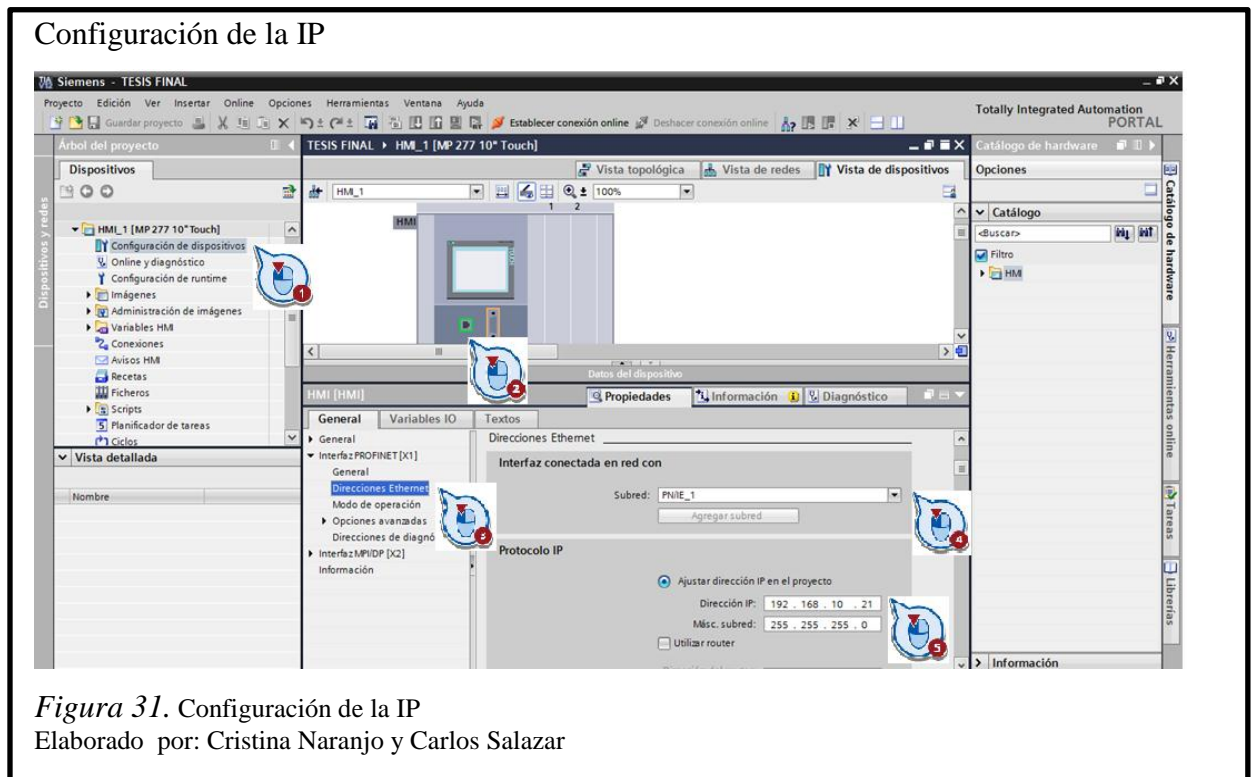 Configuración de la IP
Siemens - TESIS FINAL
Proyecto Edición Ver Insertar Online Opciones Herramientas Ventana Ayuda
Guardar proyecto
Establecer conexión online
Deshacer conexión online
Totally Integrated Automation
PORTAL
Árbol del proyecto
Dispositivos
Dispositivos y redes
HMI_1 [MP 277 10" Touch]
Configuración de dispositivos
Online y diagnóstico
Configuración de runtime
Imágenes
Administración de imágenes
Variables HMI
Conexiones
Avisos HMI
Recetas
Ficheros
Scripts
Planificador de tareas
Ciclos
1
Vista detallada
Nombre
TESIS FINAL HMI_1 [MP 277 10" Touch]
Vista topológica
Vista de redes
Vista de dispositivos
HMI_1
100%
1 2
HMI
2
Datos del dispositivo
HMI [HMI]
Propiedades
Información
Diagnóstico
General
Variables IO
Textos
General
Interfaz PROFINET [X1]
General
Direcciones Ethernet
Modo de operación
Opciones avanzadas
Direcciones de diagnó
Interfaz MPI/DP [X2]
Información
3
Direcciones Ethernet
Interfaz conectada en red con
Subred: PN/IE_1
Agregar subred
4
Protocolo IP
Ajustar dirección IP en el proyecto
Dirección IP: 192 . 168 . 10 . 21
Másc. subred: 255 . 255 . 255 . 0
Utilizar router
5
Catálogo de hardware
Opciones
Catálogo
<Buscar>
Filtro
HMI
Información
Catálogo de hardware
Herramientas online
Tareas
Librerías
Figura 31. Configuración de la IP
Elaborado por: Cristina Naranjo y Carlos Salazar